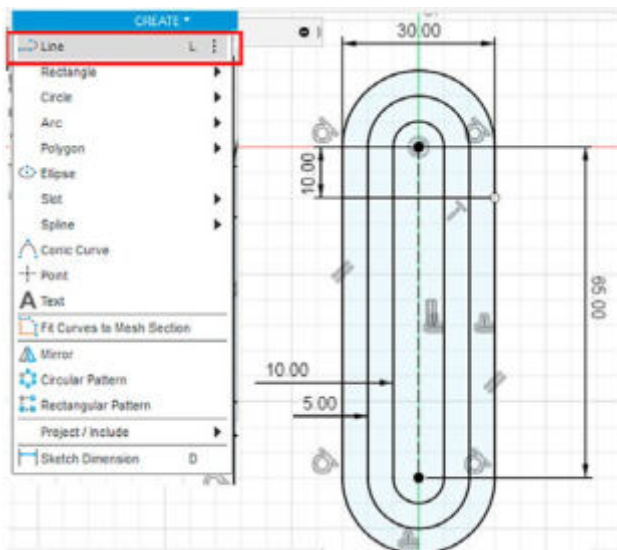 CREATE
Line L
Rectangle
Circle
Arc
Polygon
Ellipse
Slot
Spline
Conic Curve
Point
A Text
Fit Curves to Mesh Section
Mirror
Circular Pattern
Rectangular Pattern
Project / Include
Sketch Dimension D
30.00
10.00
65.00
10.00
5.00